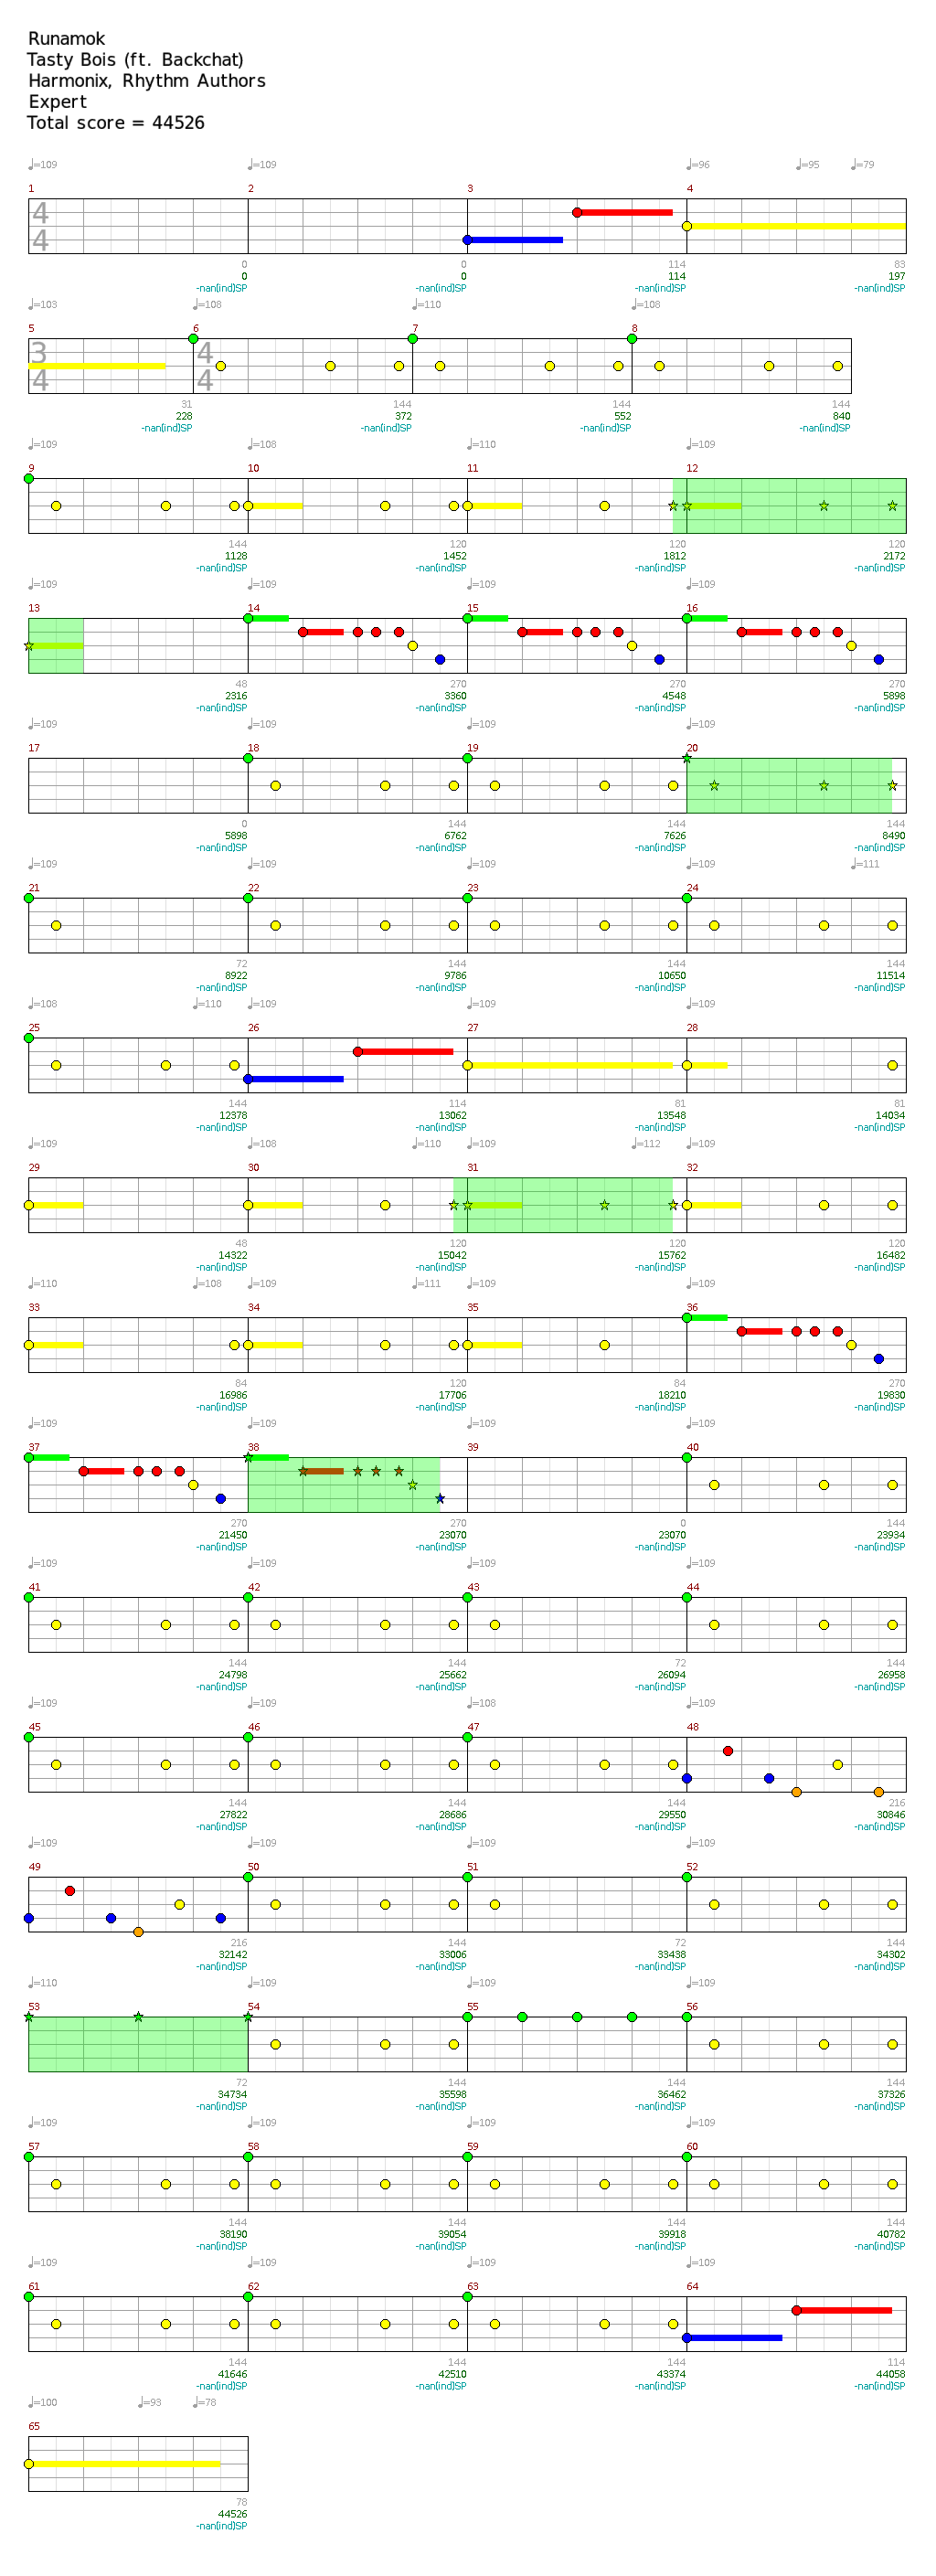 Runamok
Tasty Bois (ft. Backchat)
Harmonix, Rhythm Authors
Expert
Total score = 44526
♩=109 ♩=109 ♩=96 ♩=95 ♩=79
1 2 3 4
4
4
0 0 114 83
0 0 114 197
-nan(ind)SP -nan(ind)SP -nan(ind)SP -nan(ind)SP
♩=103 ♩=108 ♩=110 ♩=108
5 6 7 8
3 4
4 4
31 144 144 144
228 372 552 840
-nan(ind)SP -nan(ind)SP -nan(ind)SP -nan(ind)SP
♩=109 ♩=108 ♩=110 ♩=109
9 10 11 12
144 120 120 120
1128 1452 1812 2172
-nan(ind)SP -nan(ind)SP -nan(ind)SP -nan(ind)SP
♩=109 ♩=109 ♩=109 ♩=109
13 14 15 16
48 270 270 270
2316 3360 4548 5898
-nan(ind)SP -nan(ind)SP -nan(ind)SP -nan(ind)SP
♩=109 ♩=109 ♩=109 ♩=109
17 18 19 20
0 144 144 144
5898 6762 7626 8490
-nan(ind)SP -nan(ind)SP -nan(ind)SP -nan(ind)SP
♩=109 ♩=109 ♩=109 ♩=109 ♩=111
21 22 23 24
72 144 144 144
8922 9786 10650 11514
-nan(ind)SP -nan(ind)SP -nan(ind)SP -nan(ind)SP
♩=108 ♩=110 ♩=109 ♩=109 ♩=109
25 26 27 28
144 114 81 81
12378 13062 13548 14034
-nan(ind)SP -nan(ind)SP -nan(ind)SP -nan(ind)SP
♩=109 ♩=108 ♩=110 ♩=109 ♩=112 ♩=109
29 30 31 32
48 120 120 120
14322 15042 15762 16482
-nan(ind)SP -nan(ind)SP -nan(ind)SP -nan(ind)SP
♩=110 ♩=108 ♩=109 ♩=111 ♩=109 ♩=109
33 34 35 36
84 120 84 270
16986 17706 18210 19830
-nan(ind)SP -nan(ind)SP -nan(ind)SP -nan(ind)SP
♩=109 ♩=109 ♩=109 ♩=109
37 38 39 40
270 270 0 144
21450 23070 23070 23934
-nan(ind)SP -nan(ind)SP -nan(ind)SP -nan(ind)SP
♩=109 ♩=109 ♩=109 ♩=109
41 42 43 44
144 144 72 144
24798 25662 26094 26958
-nan(ind)SP -nan(ind)SP -nan(ind)SP -nan(ind)SP
♩=109 ♩=109 ♩=108 ♩=109
45 46 47 48
144 144 144 216
27822 28686 29550 30846
-nan(ind)SP -nan(ind)SP -nan(ind)SP -nan(ind)SP
♩=109 ♩=109 ♩=109 ♩=109
49 50 51 52
216 144 72 144
32142 33006 33438 34302
-nan(ind)SP -nan(ind)SP -nan(ind)SP -nan(ind)SP
♩=110 ♩=109 ♩=109 ♩=109
53 54 55 56
72 144 144 144
34734 35598 36462 37326
-nan(ind)SP -nan(ind)SP -nan(ind)SP -nan(ind)SP
♩=109 ♩=109 ♩=109 ♩=109
57 58 59 60
144 144 144 144
38190 39054 39918 40782
-nan(ind)SP -nan(ind)SP -nan(ind)SP -nan(ind)SP
♩=109 ♩=109 ♩=109 ♩=109
61 62 63 64
144 144 144 114
41646 42510 43374 44058
-nan(ind)SP -nan(ind)SP -nan(ind)SP -nan(ind)SP
♩=100 ♩=93 ♩=78
65
78
44526
-nan(ind)SP